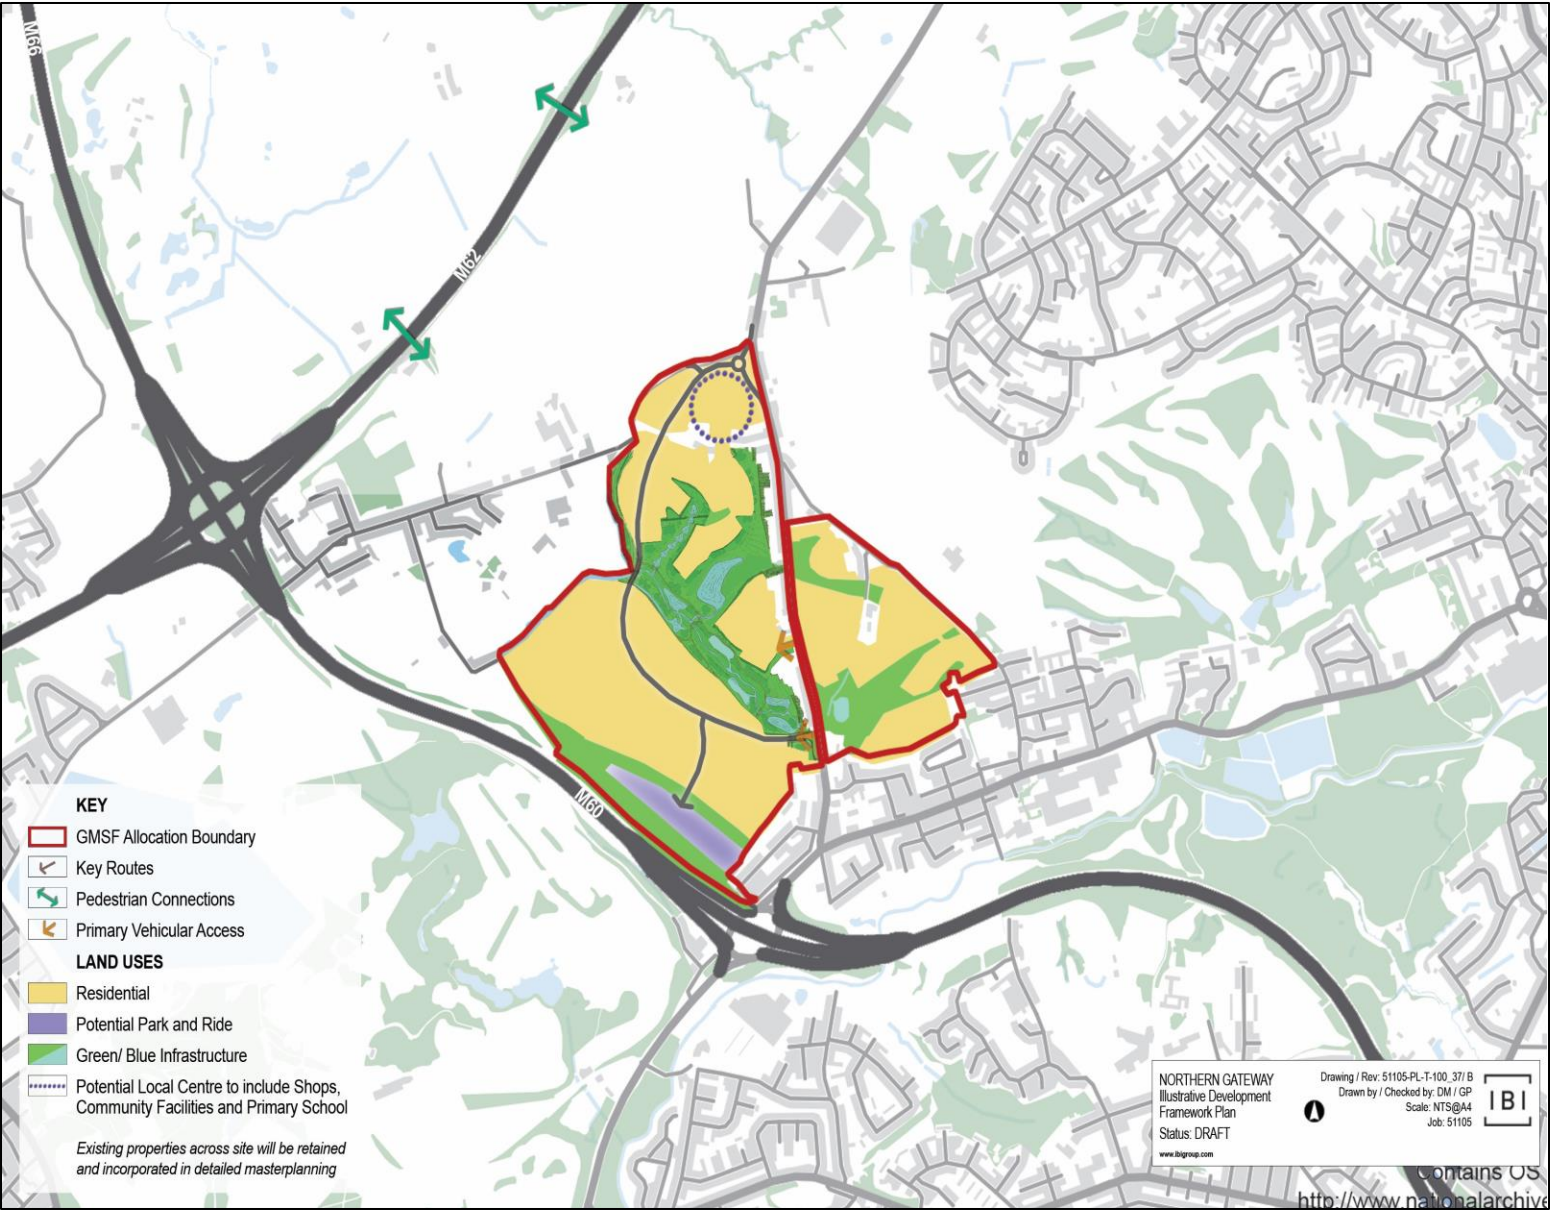 M66
M62
M60
KEY
GMSF Allocation Boundary
Key Routes
Pedestrian Connections
Primary Vehicular Access
LAND USES
Residential
Potential Park and Ride
Green/ Blue Infrastructure
Potential Local Centre to include Shops,
Community Facilities and Primary School
Existing properties across site will be retained
and incorporated in detailed masterplanning
NORTHERN GATEWAY
Illustrative Development
Framework Plan
Status: DRAFT
www.ibigroup.com
Drawing / Rev: 51105-PL-T-100_37/ B
Drawn by / Checked by: DM / GP
Scale: NTS@A4
Job: 51105
IBI
Contains OS
http://www.nationalarchive